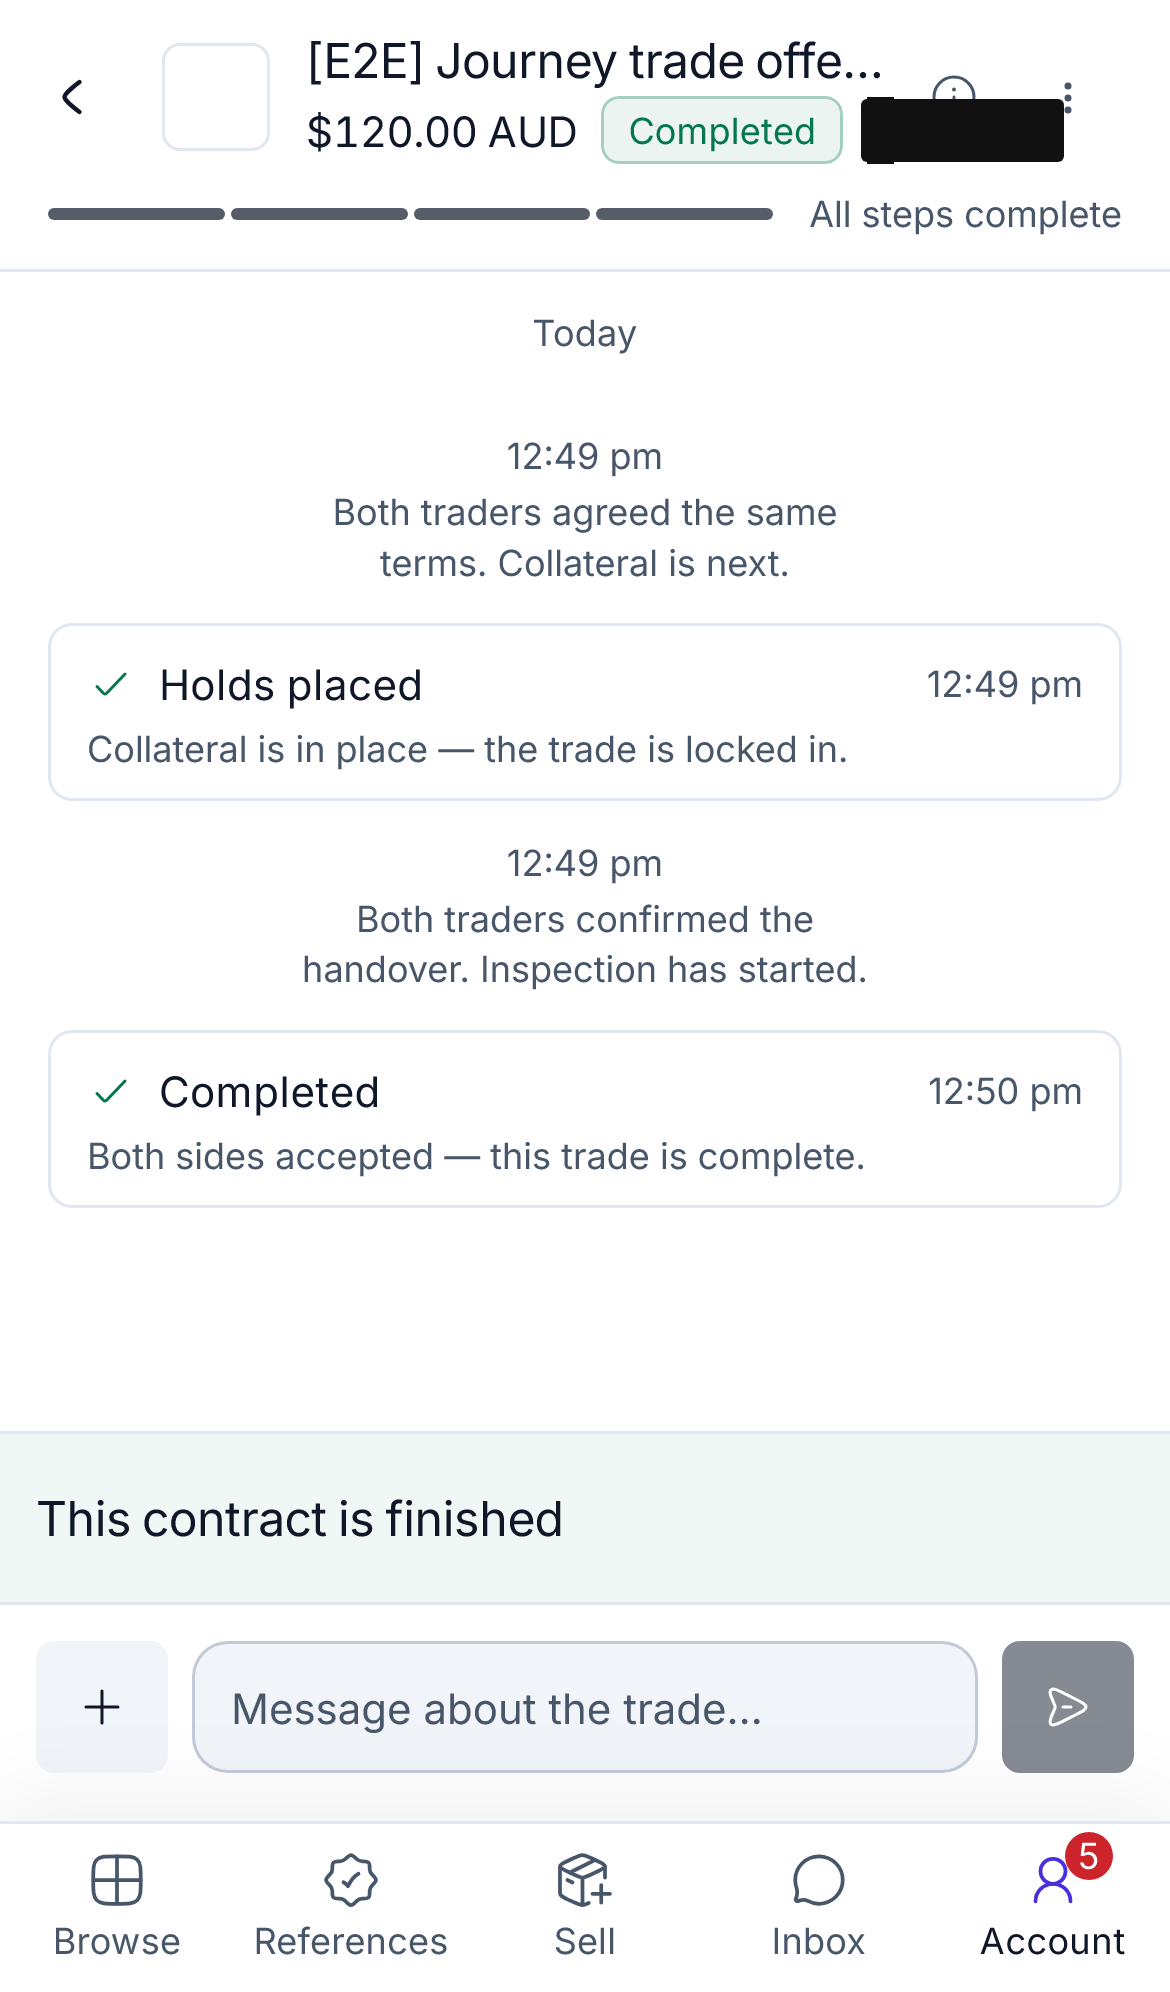 [E2E] Journey trade offe...
$120.00 AUD Completed
All steps complete
Today
12:49 pm
Both traders agreed the same
terms. Collateral is next.
Holds placed 12:49 pm
Collateral is in place — the trade is locked in.
12:49 pm
Both traders confirmed the
handover. Inspection has started.
Completed 12:50 pm
Both sides accepted — this trade is complete.
This contract is finished
Message about the trade...
5
Browse References Sell Inbox Account